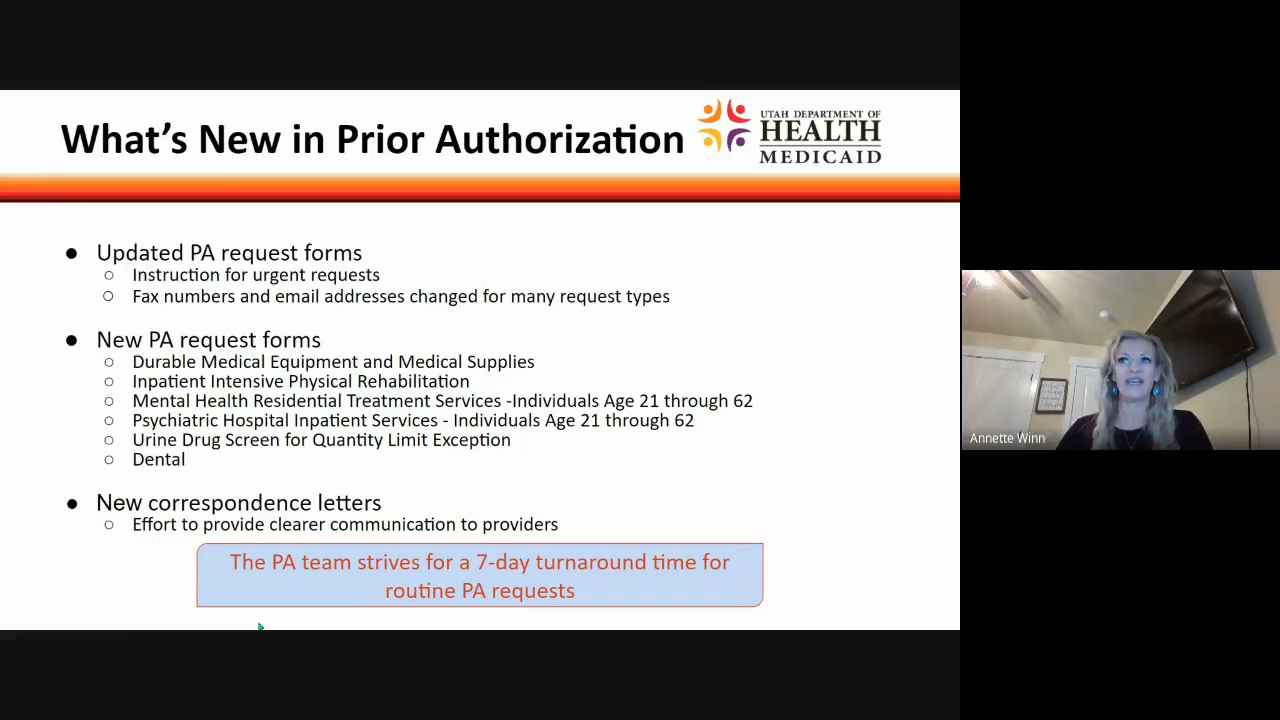 What's New in Prior Authorization
UTAH DEPARTMENT OF
HEALTH
MEDICAID
● Updated PA request forms
○ Instruction for urgent requests
○ Fax numbers and email addresses changed for many request types
● New PA request forms
○ Durable Medical Equipment and Medical Supplies
○ Inpatient Intensive Physical Rehabilitation
○ Mental Health Residential Treatment Services -Individuals Age 21 through 62
○ Psychiatric Hospital Inpatient Services - Individuals Age 21 through 62
○ Urine Drug Screen for Quantity Limit Exception
○ Dental
● New correspondence letters
○ Effort to provide clearer communication to providers
The PA team strives for a 7-day turnaround time for
routine PA requests
Annette Winn